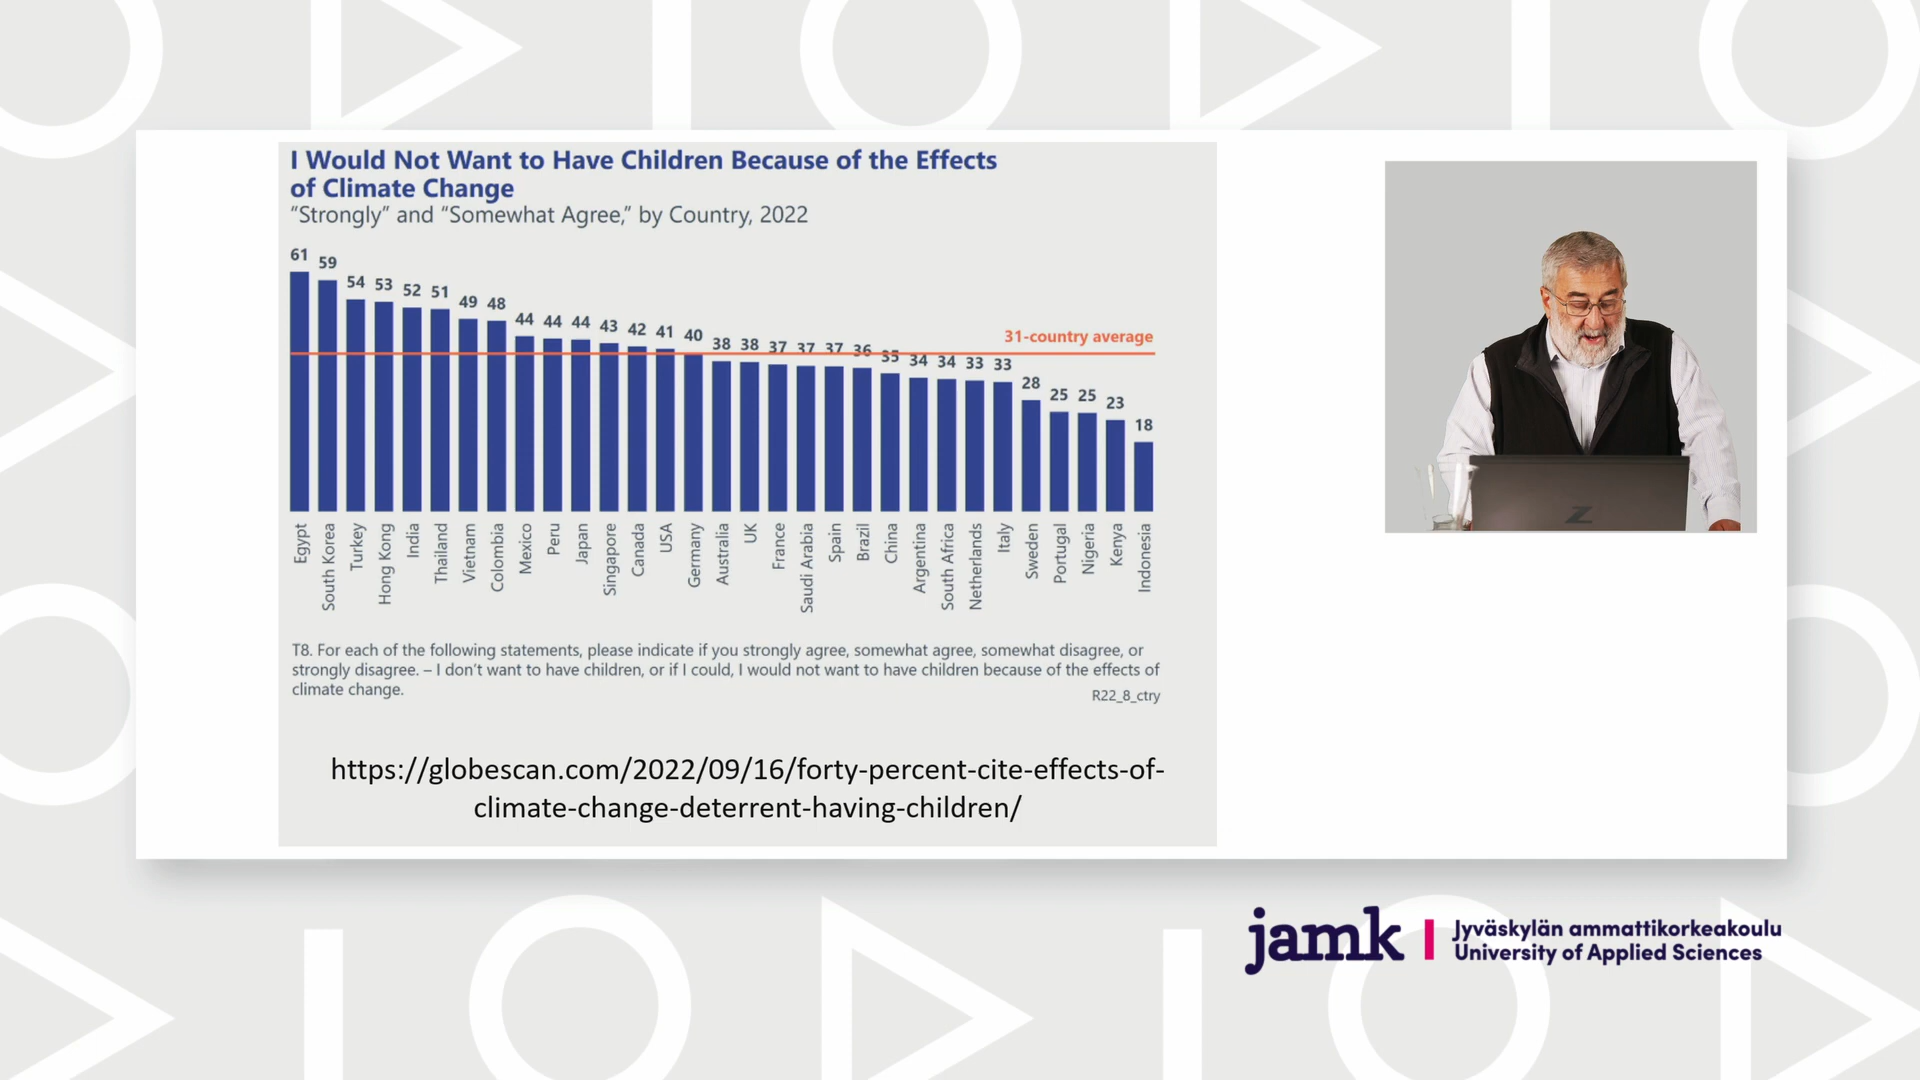 I Would Not Want to Have Children Because of the Effects
of Climate Change
“Strongly” and “Somewhat Agree,” by Country, 2022
61 59 54 53 52 51 49 48 44 44 44 43 42 41 40 38 38 37 37 37 36 35 34 34 33 33 28 25 25 23 18
31-country average
Egypt South Korea Turkey Hong Kong India Thailand Vietnam Colombia Mexico Peru Japan Singapore Canada USA Germany Australia UK France Saudi Arabia Spain Brazil China Argentina South Africa Netherlands Italy Sweden Portugal Nigeria Kenya Indonesia
T8. For each of the following statements, please indicate if you strongly agree, somewhat agree, somewhat disagree, or
strongly disagree. – I don’t want to have children, or if I could, I would not want to have children because of the effects of
climate change.
R22_8_ctry
https://globescan.com/2022/09/16/forty-percent-cite-effects-of-
climate-change-deterrent-having-children/
Z
jamk
Jyväskylän ammattikorkeakoulu
University of Applied Sciences